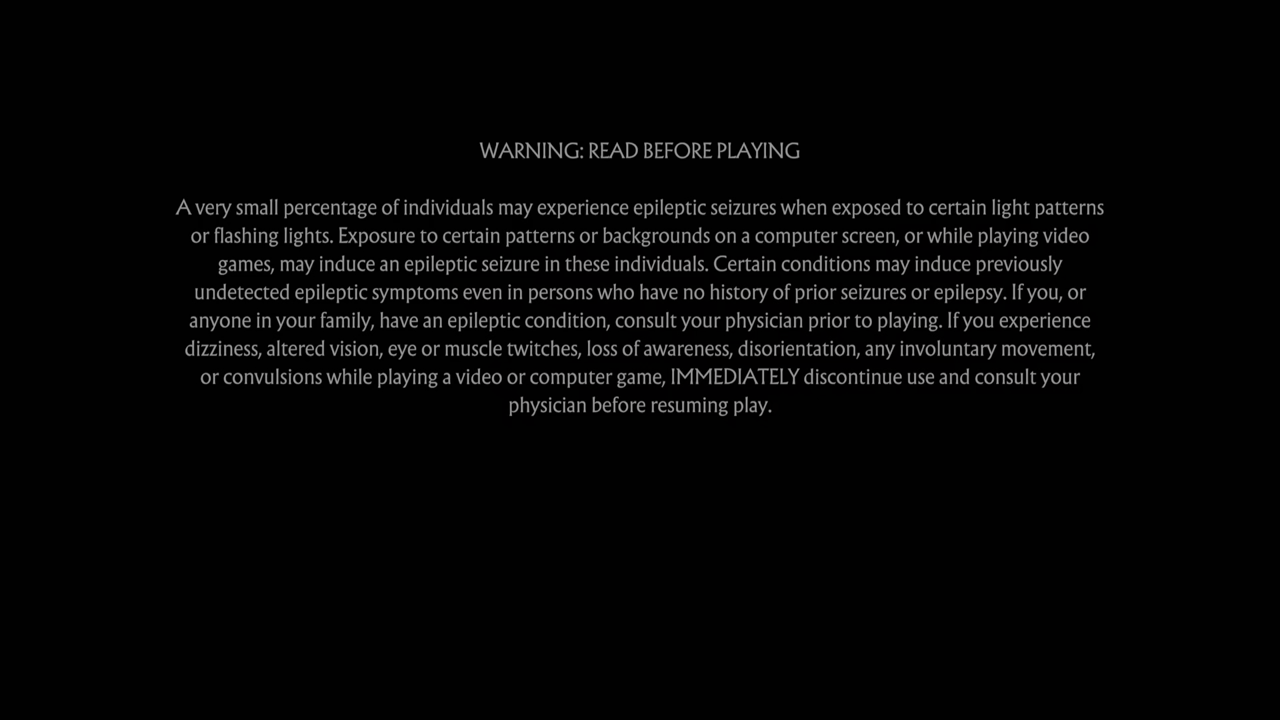 WARNING: READ BEFORE PLAYING
A very small percentage of individuals may experience epileptic seizures when exposed to certain light patterns
or flashing lights. Exposure to certain patterns or backgrounds on a computer screen, or while playing video
games, may induce an epileptic seizure in these individuals. Certain conditions may induce previously
undetected epileptic symptoms even in persons who have no history of prior seizures or epilepsy. If you, or
anyone in your family, have an epileptic condition, consult your physician prior to playing. If you experience
dizziness, altered vision, eye or muscle twitches, loss of awareness, disorientation, any involuntary movement,
or convulsions while playing a video or computer game, IMMEDIATELY discontinue use and consult your
physician before resuming play.